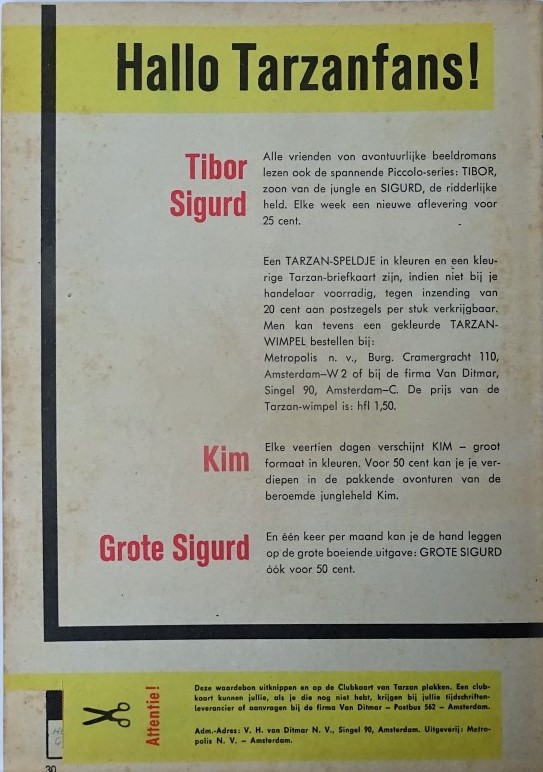 Hallo Tarzanfans!
Tibor
Sigurd
Alle vrienden von avontuurlijke beeldromans
lezen ook de spannende Piccolo-series: TIBOR,
zoon van de jungle en SIGURD, de ridderlijke
held. Elke week een nieuwe aflevering voor
25 cent.
Een TARZAN-SPELDJE in kleuren en een kleu-
rige Tarzan-briefkaart zijn, indien niet bij je
handelaar voorradig, tegen inzending van
20 cent aan postzegels per stuk verkrijgbaar.
Men kan tevens een gekleurde TARZAN-
WIMPEL bestellen bij:
Metropolis n. v., Burg. Cramergracht 110,
Amsterdam-W 2 of bij de firma Van Ditmar,
Singel 90, Amsterdam-C. De prijs van de
Tarzan-wimpel is: hfl 1,50.
Kim
Elke veertien dagen verschijnt KIM – groot
formaat in kleuren. Voor 50 cent kan je je ver-
diepen in de pakkende avonturen van de
beroemde jungleheld Kim.
Grote Sigurd
En één keer per maand kan je de hand leggen
op de grote boeiende uitgave: GROTE SIGURD
óók voor 50 cent.
Attentie!
Deze waardebon uitknippen en op de Clubkaart van Tarzan plakken. Een club-
kaart kunnen jullie, als je die nog niet hebt, krijgen bij jullie tijdschriften-
leverancier of aanvragen bij de firma Van Ditmar – Postbus 562 – Amsterdam.
Adm.-Adres: V. H. van Ditmar N. V., Singel 90, Amsterdam. Uitgeverij: Metro-
polis N. V. – Amsterdam.
30